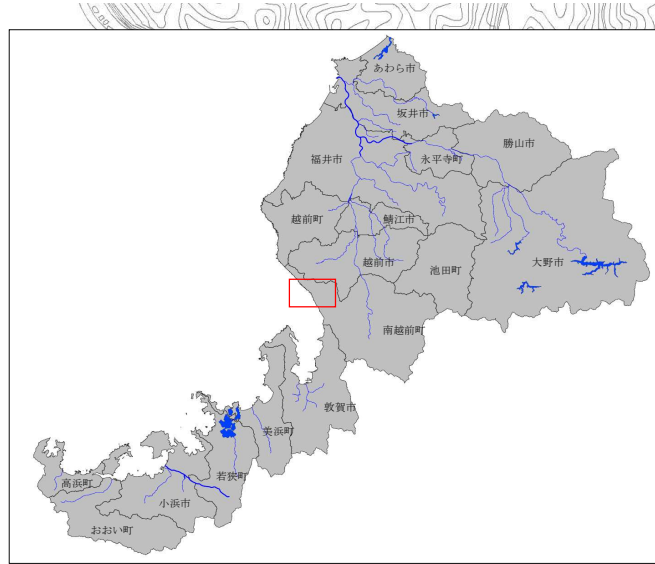 あわら市
坂井市
勝山市
福井市
永平寺町
越前町
鯖江市
越前市
池田町
大野市
南越前町
敦賀市
美浜町
若狭町
高浜町
小浜市
おおい町